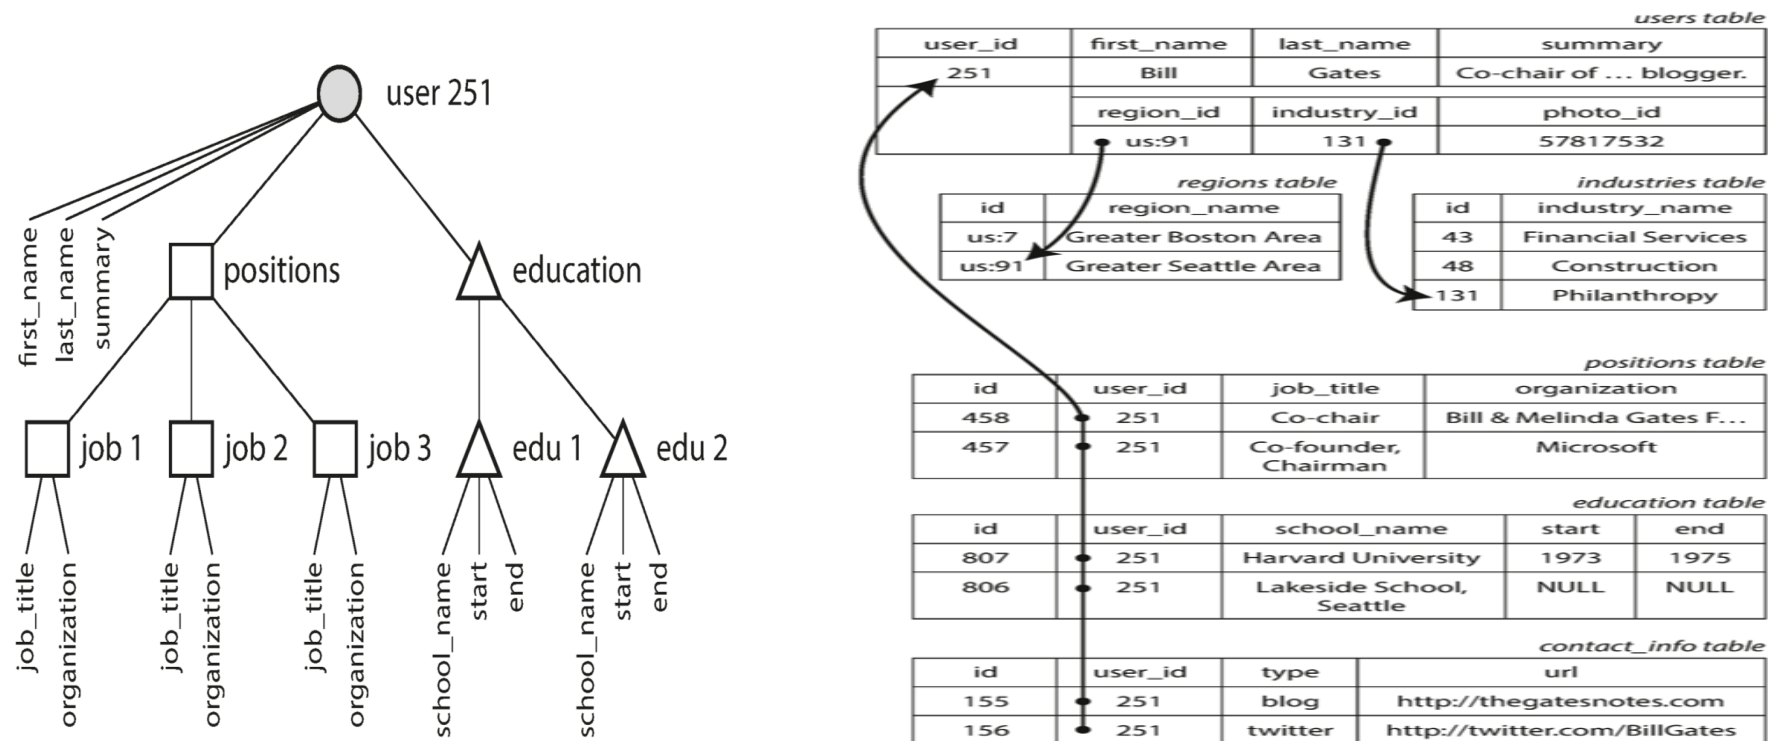 user 251
first_name
last_name
summary
positions
education
job 1
job 2
job 3
edu 1
edu 2
job_title
organization
job_title
organization
job_title
organization
school_name
start
end
school_name
start
end
users table
user_id first_name last_name summary
251 Bill Gates Co-chair of … blogger.
region_id industry_id photo_id
us:91 131 57817532
regions table
id region_name
us:7 Greater Boston Area
us:91 Greater Seattle Area
industries table
id industry_name
43 Financial Services
48 Construction
131 Philanthropy
positions table
id user_id job_title organization
458 251 Co-chair Bill & Melinda Gates F…
457 251 Co-founder, Microsoft
Chairman
education table
id user_id school_name start end
807 251 Harvard University 1973 1975
806 251 Lakeside School, NULL NULL
Seattle
contact_info table
id user_id type url
155 251 blog http://thegatesnotes.com
156 251 twitter http://twitter.com/BillGates